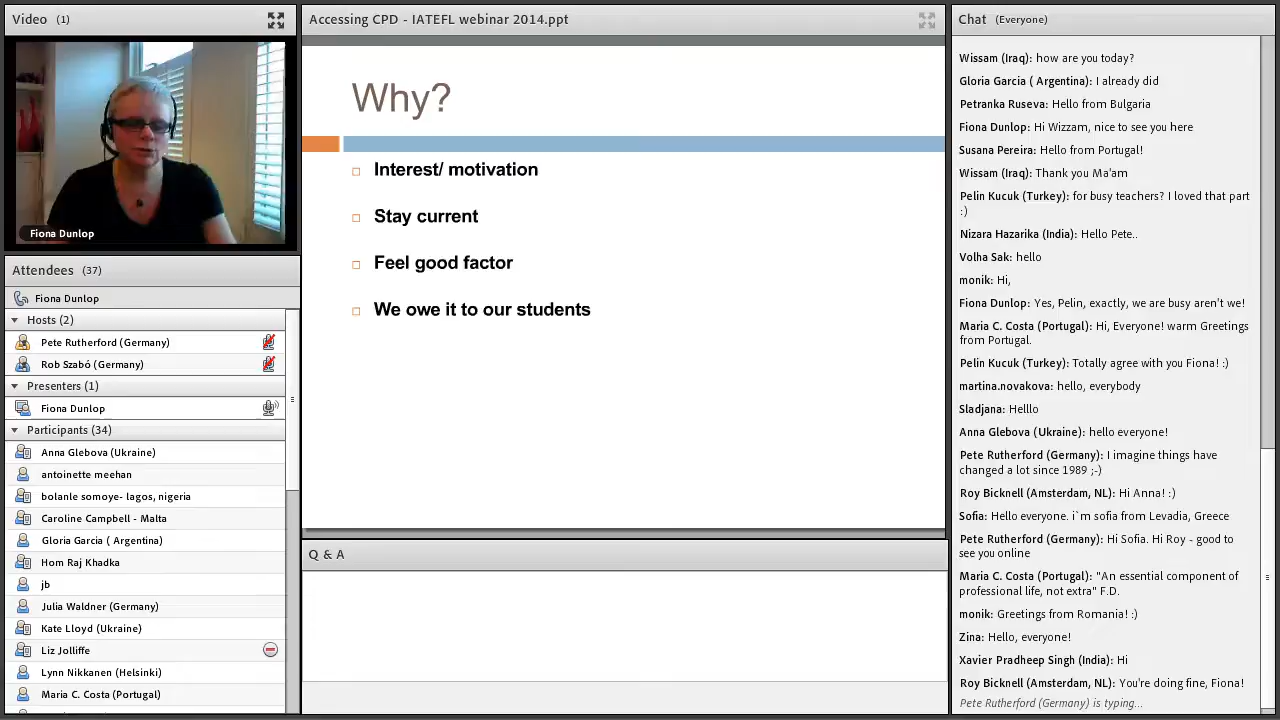 Video (1)
Fiona Dunlop
Attendees (37)
Fiona Dunlop
Hosts (2)
Pete Rutherford (Germany)
Rob Szabó (Germany)
Presenters (1)
Fiona Dunlop
Participants (34)
Anna Glebova (Ukraine)
antoinette meehan
bolanle somoye- lagos, nigeria
Caroline Campbell - Malta
Gloria Garcia ( Argentina)
Hom Raj Khadka
jb
Julia Waldner (Germany)
Kate Lloyd (Ukraine)
Liz Jolliffe
Lynn Nikkanen (Helsinki)
Maria C. Costa (Portugal)
Accessing CPD - IATEFL webinar 2014.ppt
Why?
Interest/ motivation
Stay current
Feel good factor
We owe it to our students
Q & A
Chat (Everyone)
Wissam (Iraq): how are you today?
Gloria Garcia ( Argentina): I already did
Petranka Ruseva: Hello from Bulgaria
Fiona Dunlop: Hi Wizzam, nice to see you here
Susana Pereira: Hello from Portugal!
Wissam (Iraq): Thank you Ma'am
Pelin Kucuk (Turkey): for busy teachers? I loved that part
:)
Nizara Hazarika (India): Hello Pete..
Volha Sak: hello
monik: Hi,
Fiona Dunlop: Yes, Pelin, exactly, we are busy aren't we!
Maria C. Costa (Portugal): Hi, Everyone! warm Greetings
from Portugal.
Pelin Kucuk (Turkey): Totally agree with you Fiona! :)
martina.novakova: hello, everybody
Sladjana: Helllo
Anna Glebova (Ukraine): hello everyone!
Pete Rutherford (Germany): I imagine things have
changed a lot since 1989 ;-)
Roy Bicknell (Amsterdam, NL): Hi Anna! :)
Sofia: Hello everyone. i`m sofia from Levadia, Greece
Pete Rutherford (Germany): Hi Sofia. Hi Roy - good to
see you online
Maria C. Costa (Portugal): "An essential component of
professional life, not extra" F.D.
monik: Greetings from Romania! :)
Zina: Hello, everyone!
Xavier Pradheep Singh (India): Hi
Roy Bicknell (Amsterdam, NL): You're doing fine, Fiona!
Pete Rutherford (Germany) is typing...